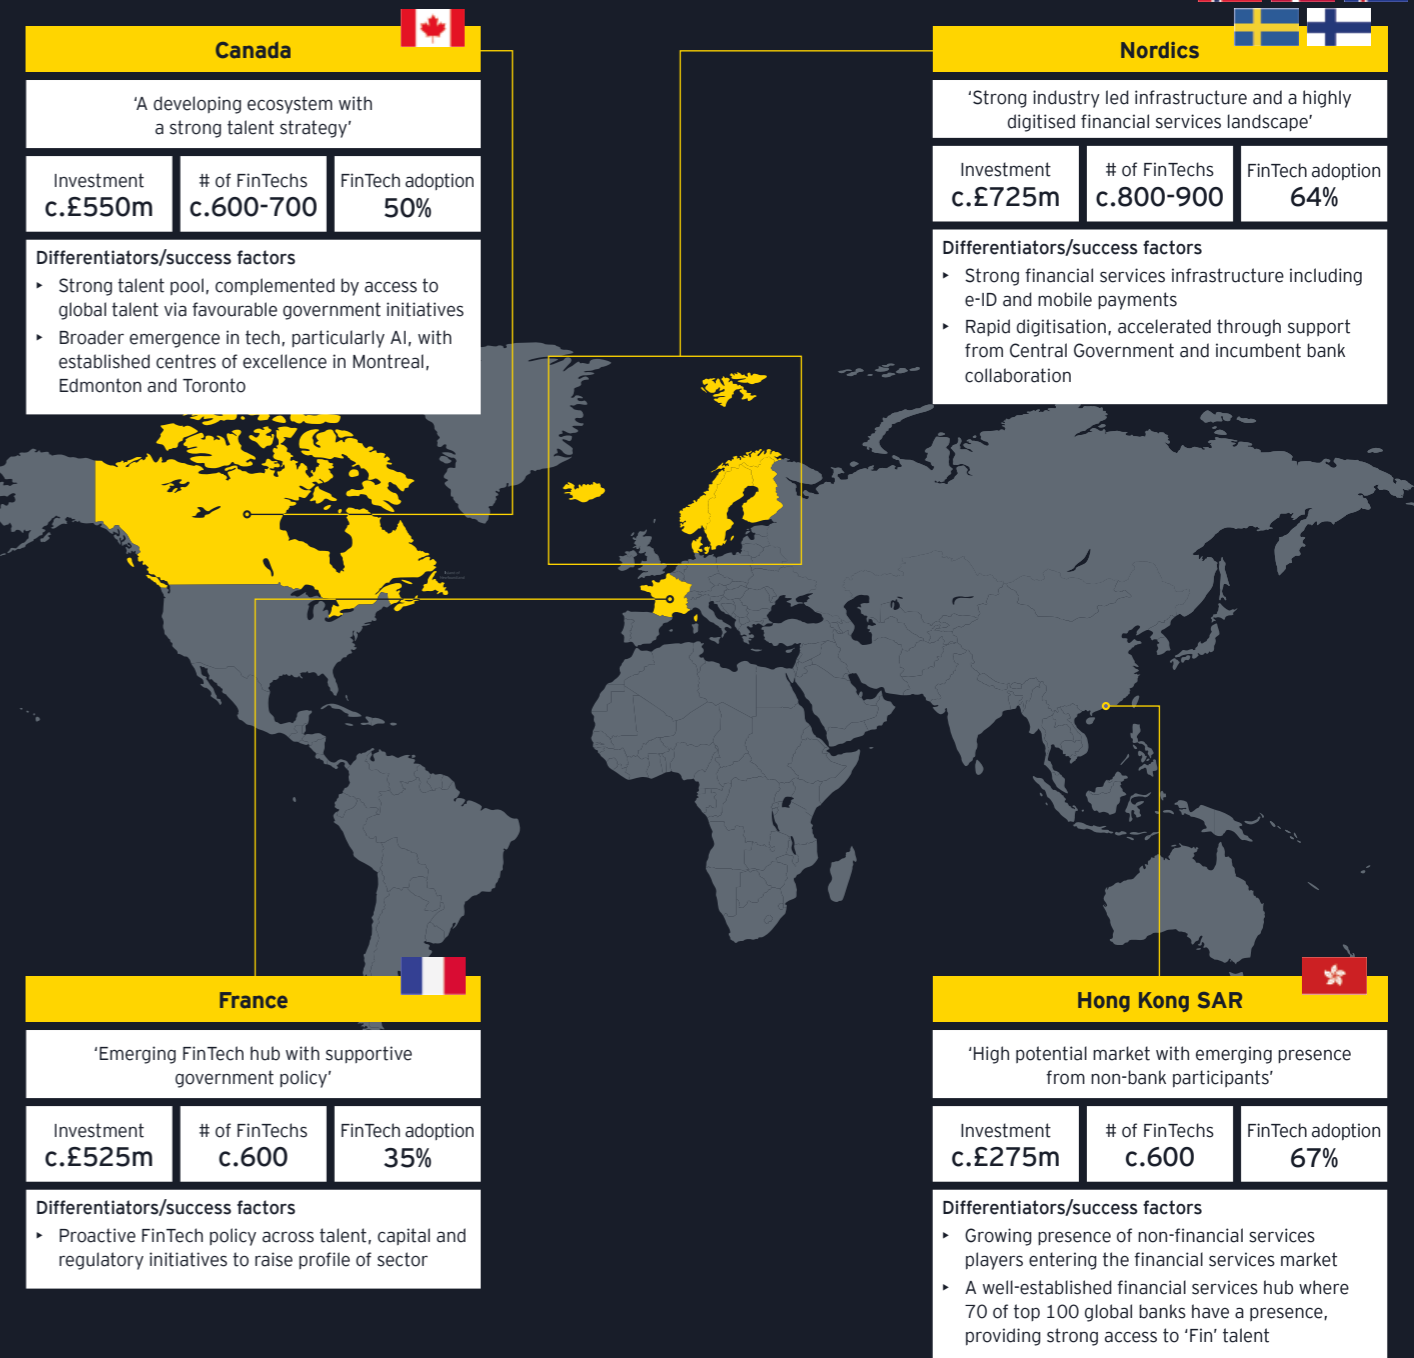 Canada
'A developing ecosystem with
a strong talent strategy'
Investment
c.£550m
# of FinTechs
c.600-700
FinTech adoption
50%
Differentiators/success factors
‣ Strong talent pool, complemented by access to
global talent via favourable government initiatives
‣ Broader emergence in tech, particularly AI, with
established centres of excellence in Montreal,
Edmonton and Toronto
Nordics
'Strong industry led infrastructure and a highly
digitised financial services landscape'
Investment
c.£725m
# of FinTechs
c.800-900
FinTech adoption
64%
Differentiators/success factors
‣ Strong financial services infrastructure including
e-ID and mobile payments
‣ Rapid digitisation, accelerated through support
from Central Government and incumbent bank
collaboration
France
'Emerging FinTech hub with supportive
government policy'
Investment
c.£525m
# of FinTechs
c.600
FinTech adoption
35%
Differentiators/success factors
‣ Proactive FinTech policy across talent, capital and
regulatory initiatives to raise profile of sector
Hong Kong SAR
'High potential market with emerging presence
from non-bank participants'
Investment
c.£275m
# of FinTechs
c.600
FinTech adoption
67%
Differentiators/success factors
‣ Growing presence of non-financial services
players entering the financial services market
‣ A well-established financial services hub where
70 of top 100 global banks have a presence,
providing strong access to 'Fin' talent